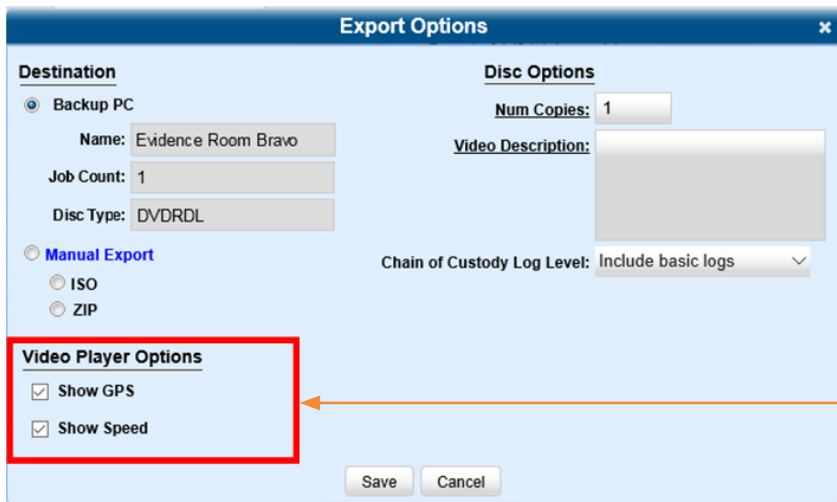 Export Options
Destination
Backup PC
Name: Evidence Room Bravo
Job Count: 1
Disc Type: DVDRDL
Manual Export
ISO
ZIP
Video Player Options
Show GPS
Show Speed
Disc Options
Num Copies: 1
Video Description:
Chain of Custody Log Level: Include basic logs
Save Cancel